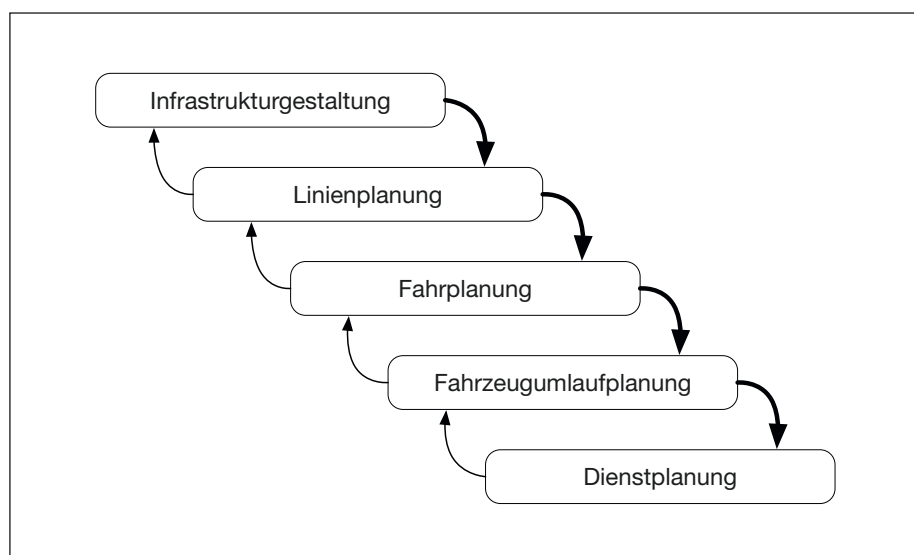 Infrastrukturgestaltung
Linienplanung
Fahrplanung
Fahrzeugumlaufplanung
Dienstplanung